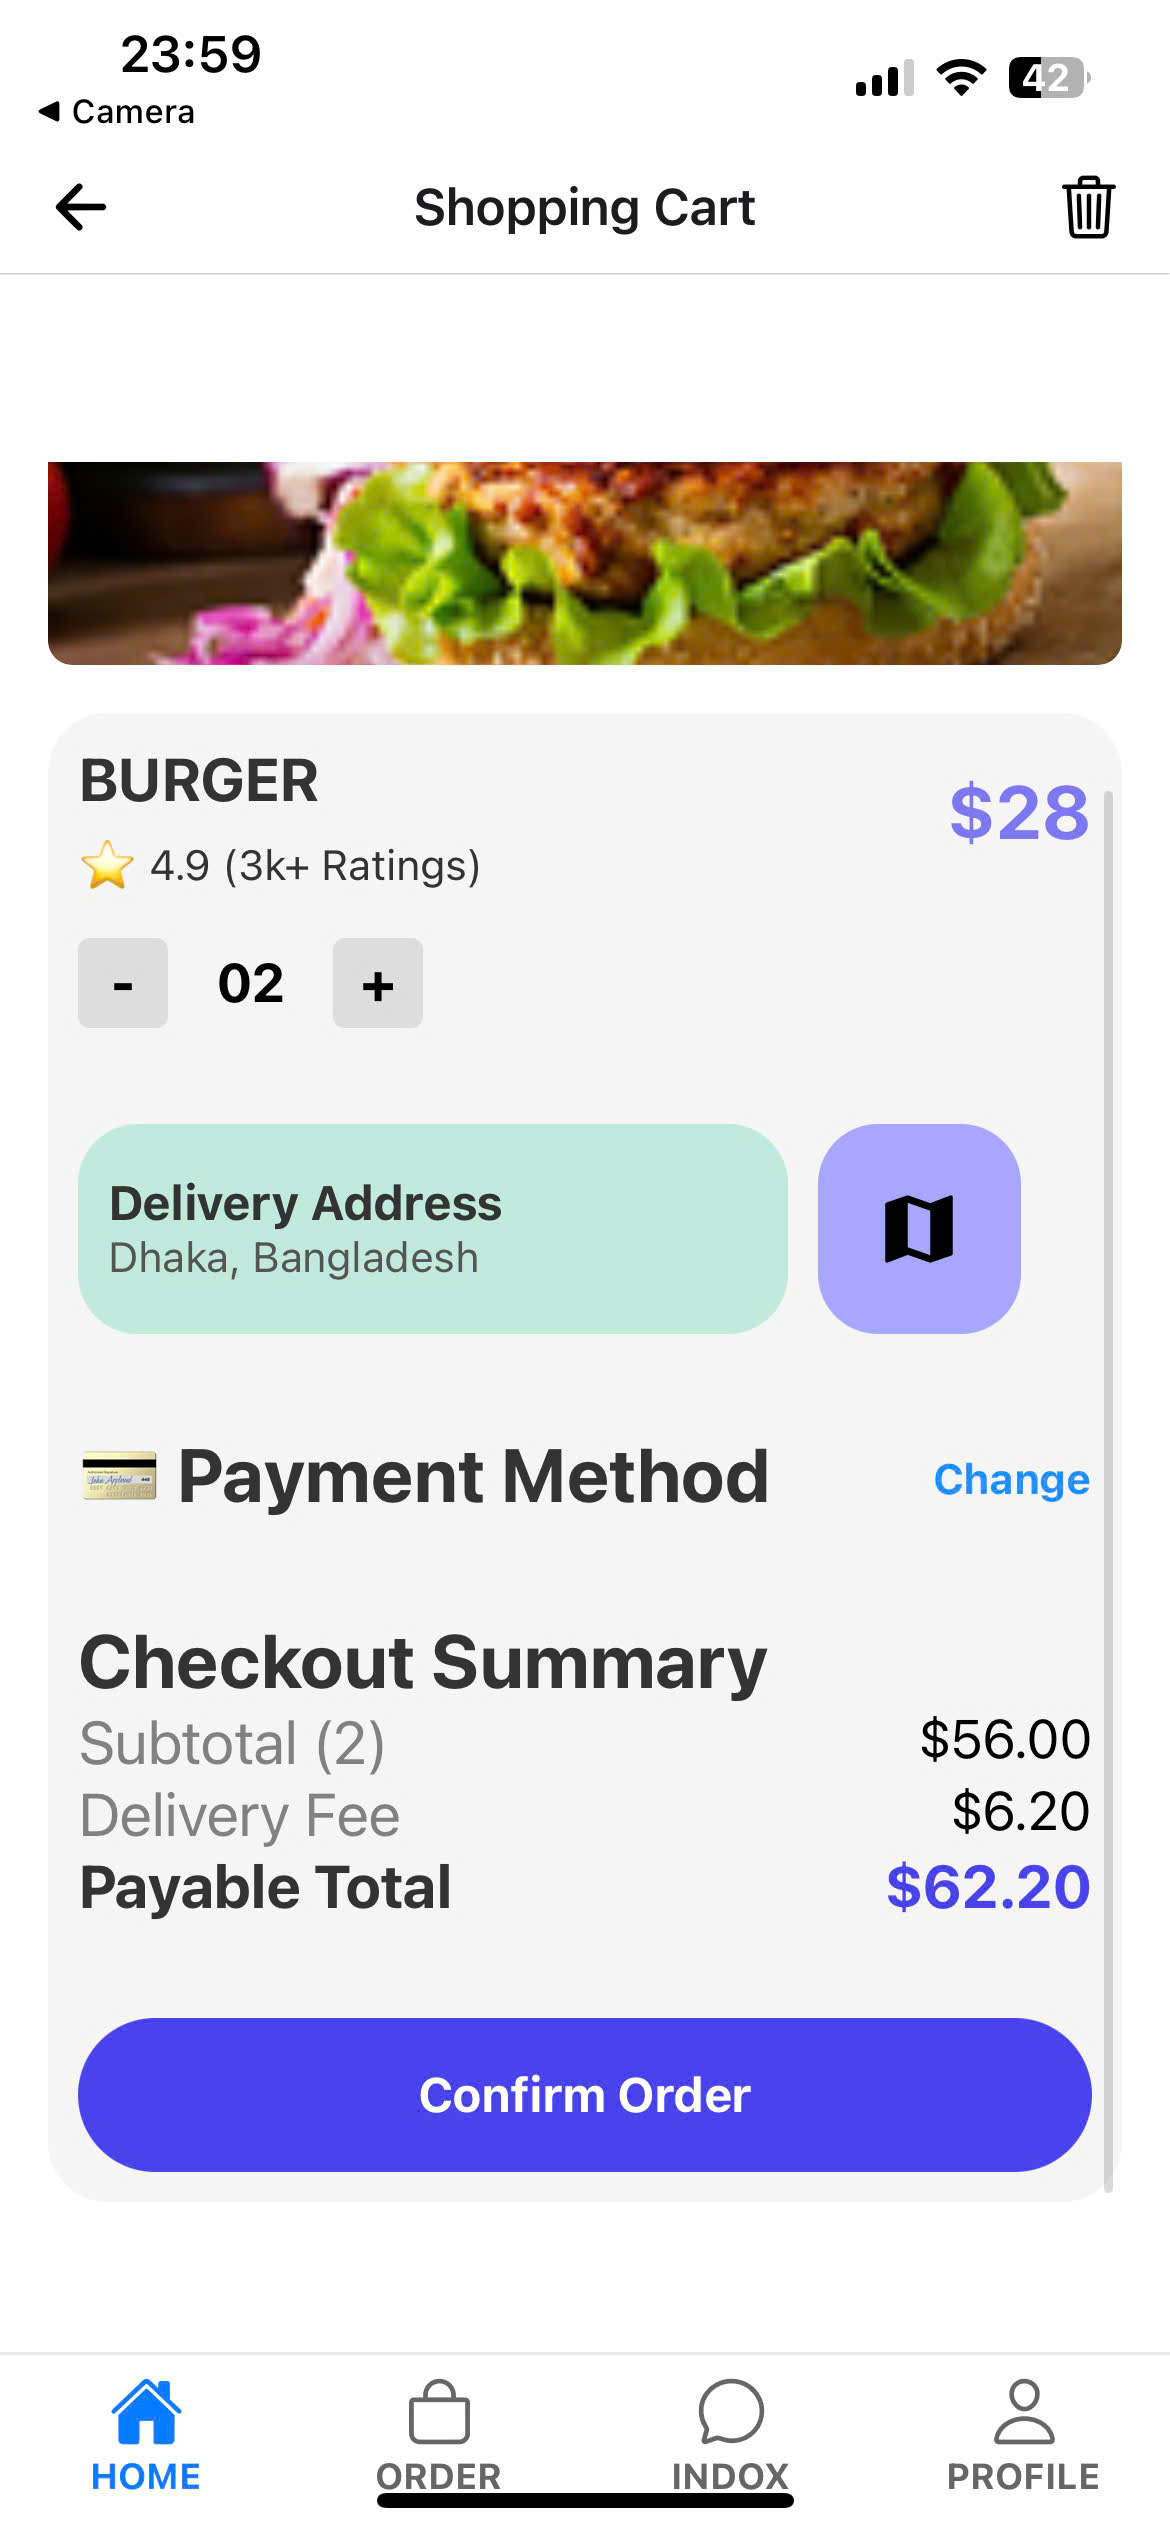 23:59
42
Camera
Shopping Cart
BURGER
$28
4.9 (3k+ Ratings)
- 02 +
Delivery Address
Dhaka, Bangladesh
Payment Method
Change
Checkout Summary
Subtotal (2) $56.00
Delivery Fee $6.20
Payable Total $62.20
Confirm Order
HOME ORDER INDOX PROFILE